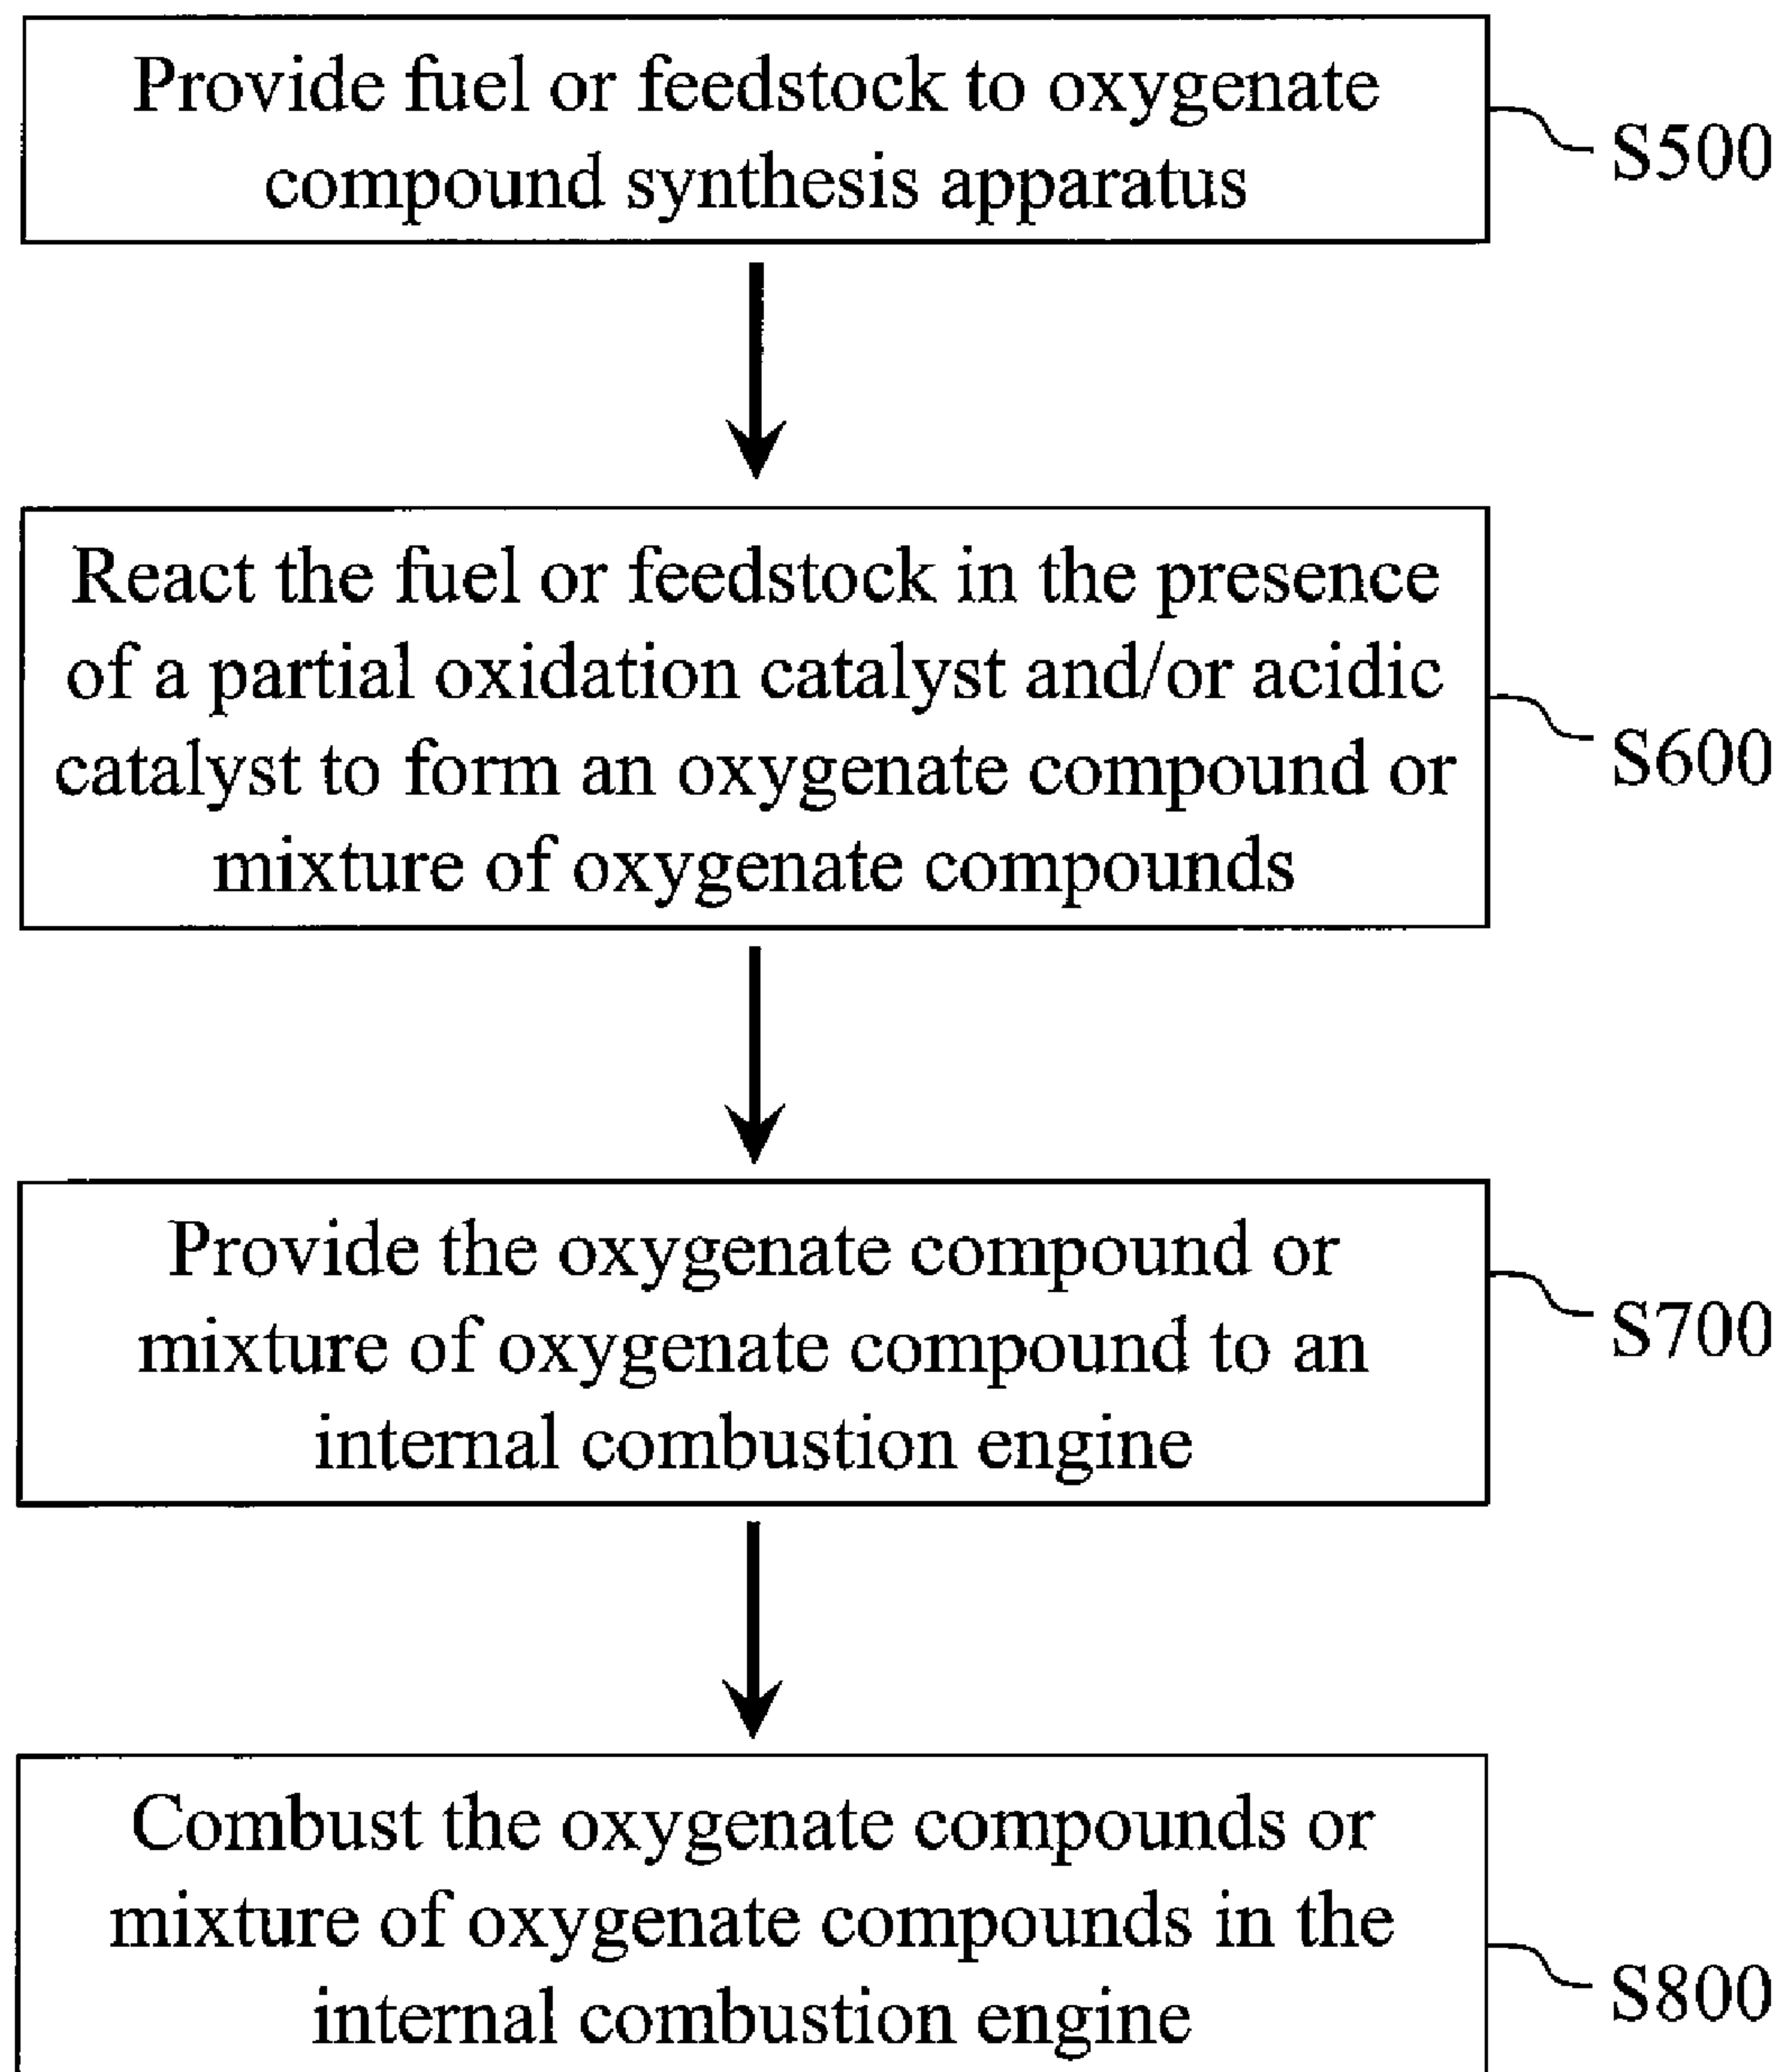 Provide fuel or feedstock to oxygenate
compound synthesis apparatus
S500
React the fuel or feedstock in the presence
of a partial oxidation catalyst and/or acidic
catalyst to form an oxygenate compound or
mixture of oxygenate compounds
S600
Provide the oxygenate compound or
mixture of oxygenate compound to an
internal combustion engine
S700
Combust the oxygenate compounds or
mixture of oxygenate compounds in the
internal combustion engine
S800